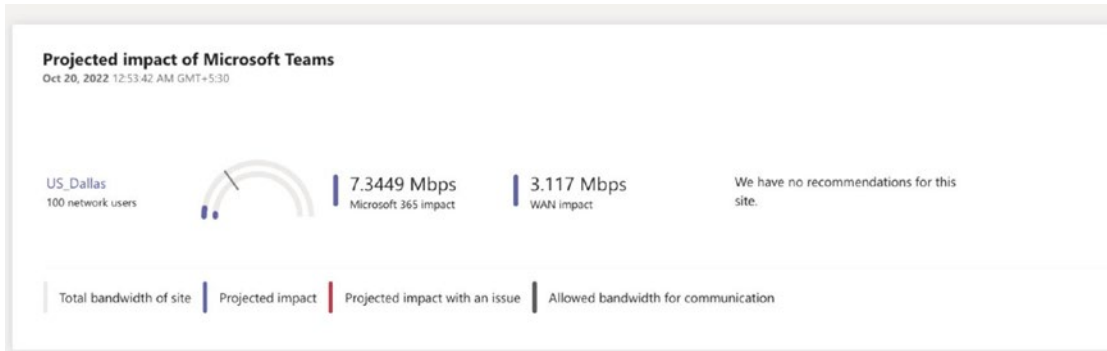 Projected impact of Microsoft Teams
Oct 20, 2022 12:53:42 AM GMT+5:30
US_Dallas
100 network users
7.3449 Mbps
Microsoft 365 impact
3.117 Mbps
WAN impact
We have no recommendations for this
site.
Total bandwidth of site
Projected impact
Projected impact with an issue
Allowed bandwidth for communication